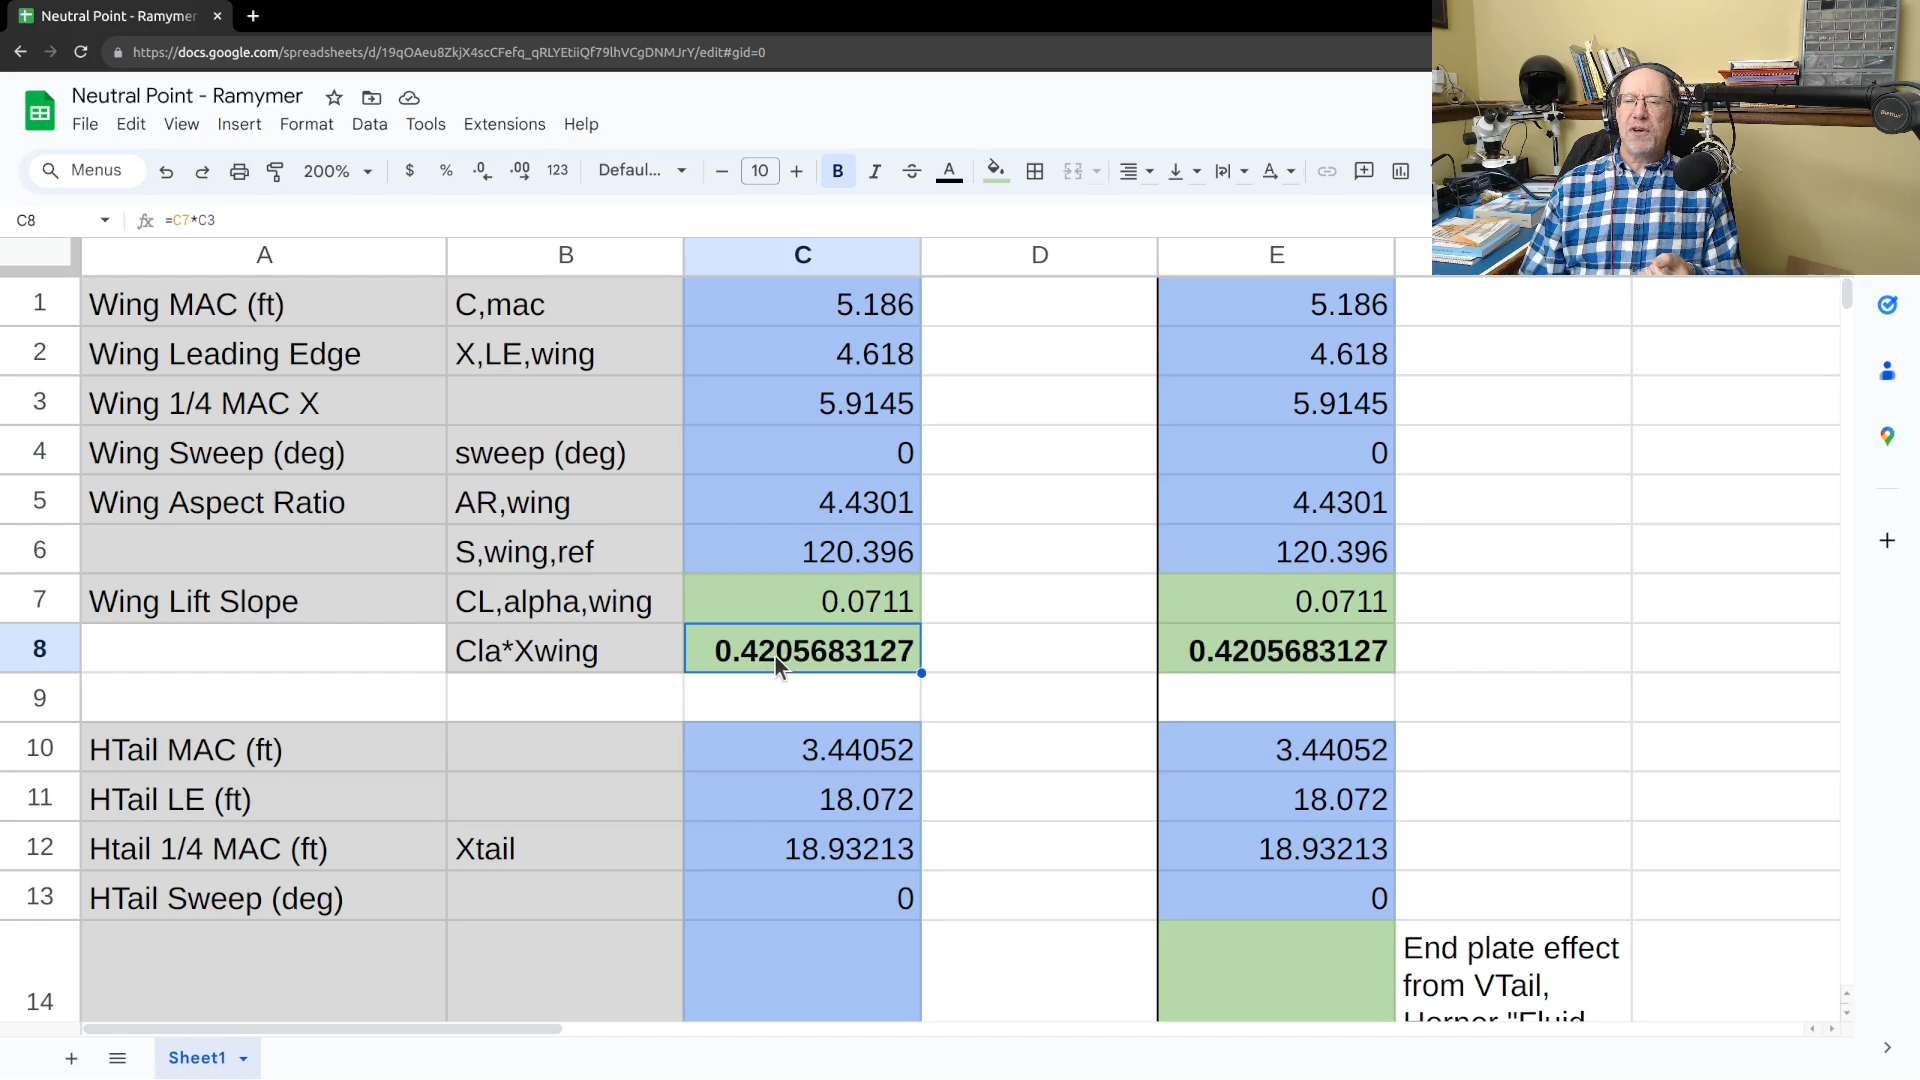 Neutral Point - Ramymer
https://docs.google.com/spreadsheets/d/19qOAeu8ZkjX4scCFefq_qRLYEtiiQf79lhVCgDNMJrY/edit#gid=0
Neutral Point - Ramymer
File Edit View Insert Format Data Tools Extensions Help
Menus 200% $ % .0 .00 123 Defaul... 10 B I S A A
C8 fx =C7*C3
A B C D E
1 Wing MAC (ft) C,mac 5.186 5.186
2 Wing Leading Edge X,LE,wing 4.618 4.618
3 Wing 1/4 MAC X 5.9145 5.9145
4 Wing Sweep (deg) sweep (deg) 0 0
5 Wing Aspect Ratio AR,wing 4.4301 4.4301
6 S,wing,ref 120.396 120.396
7 Wing Lift Slope CL,alpha,wing 0.0711 0.0711
8 Cla*Xwing 0.4205683127 0.4205683127
9
10 HTail MAC (ft) 3.44052 3.44052
11 HTail LE (ft) 18.072 18.072
12 Htail 1/4 MAC (ft) Xtail 18.93213 18.93213
13 HTail Sweep (deg) 0 0
14 End plate effect
from VTail,
Horner "Fluid
Sheet1